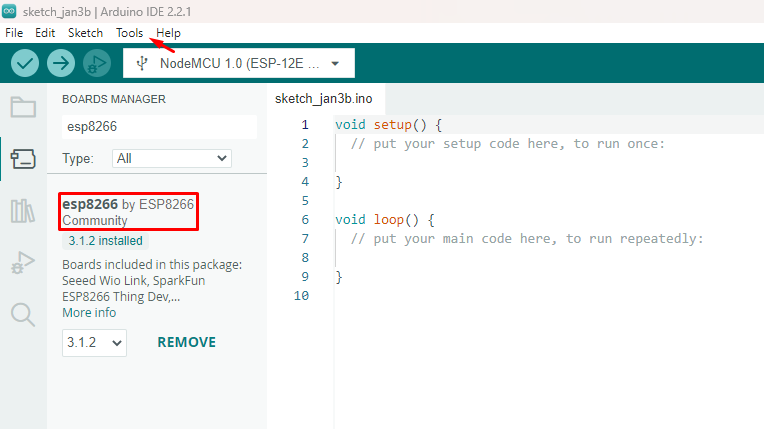 sketch_jan3b | Arduino IDE 2.2.1
File Edit Sketch Tools Help
NodeMCU 1.0 (ESP-12E ...
BOARDS MANAGER
esp8266
Type: All
esp8266 by ESP8266
Community
3.1.2 installed
Boards included in this package:
Seeed Wio Link, SparkFun
ESP8266 Thing Dev,...
More info
3.1.2 REMOVE
sketch_jan3b.ino
1 void setup() {
2 // put your setup code here, to run once:
3
4 }
5
6 void loop() {
7 // put your main code here, to run repeatedly:
8
9 }
10